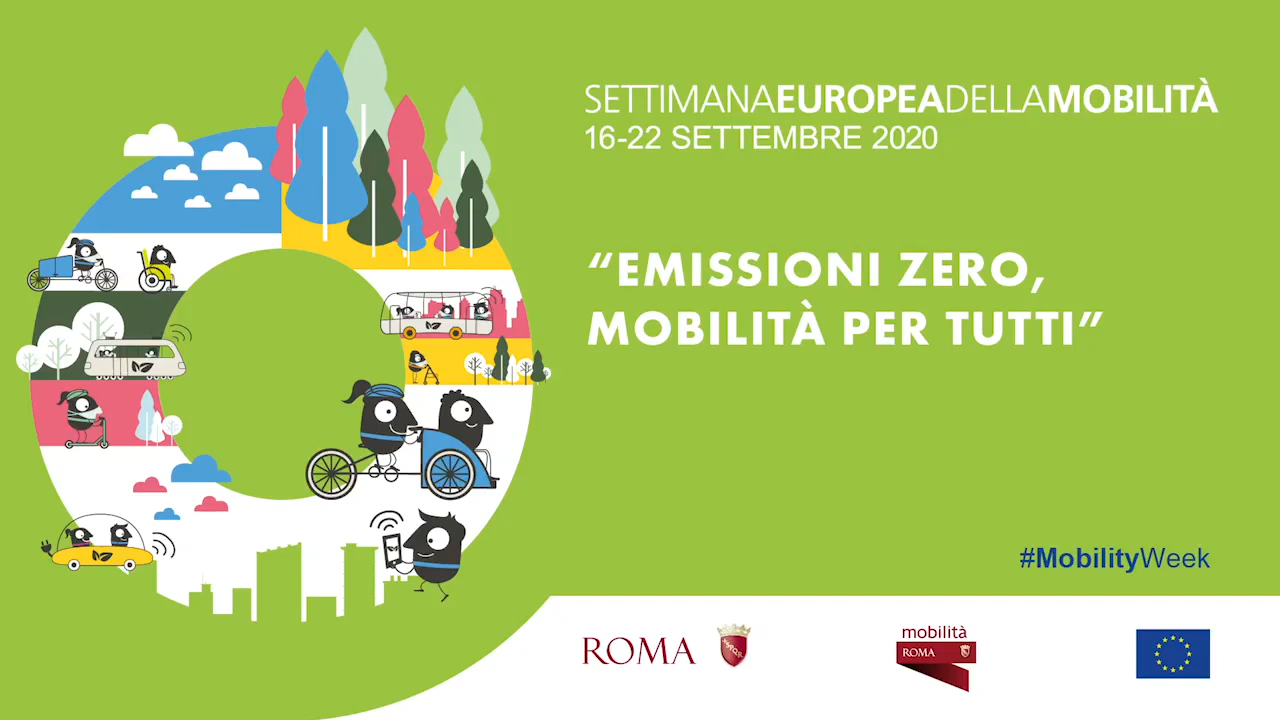 SETTIMANAEUROPEADELLAMOBILITÀ
16-22 SETTEMBRE 2020
“EMISSIONI ZERO,
MOBILITÀ PER TUTTI”
#MobilityWeek
ROMA
mobilità
ROMA